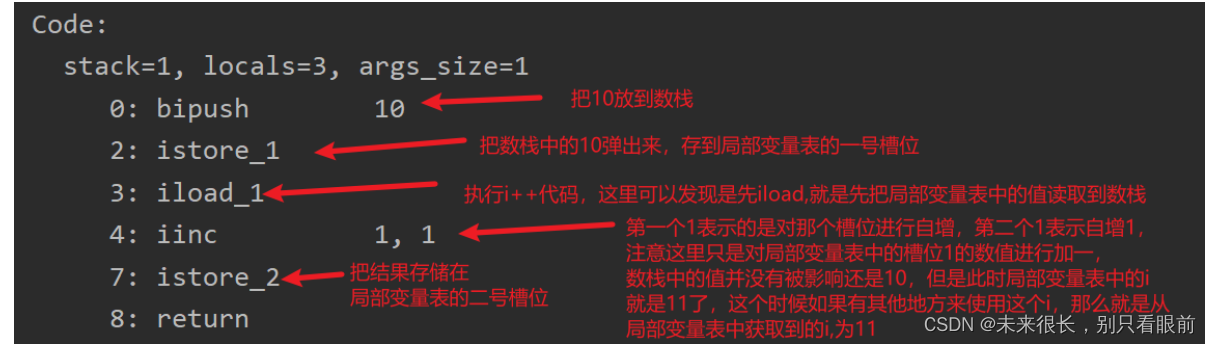 Code:
stack=1, locals=3, args_size=1
0: bipush 10
把10放到数栈
2: istore_1
把数栈中的10弹出来，存到局部变量表的一号槽位
3: iload_1
执行i++代码，这里可以发现是先iload,就是先把局部变量表中的值读取到数栈
4: iinc 1, 1
第一个1表示的是对那个槽位进行自增，第二个1表示自增1，
注意这里只是对局部变量表中的槽位1的数值进行加一，
数栈中的值并没有被影响还是10，但是此时局部变量表中的i
就是11了，这个时候如果有其他地方来使用这个i，那么就是从
局部变量表中获取到的i,为11
7: istore_2
把结果存储在
局部变量表的二号槽位
8: return
CSDN @未来很长，别只看眼前